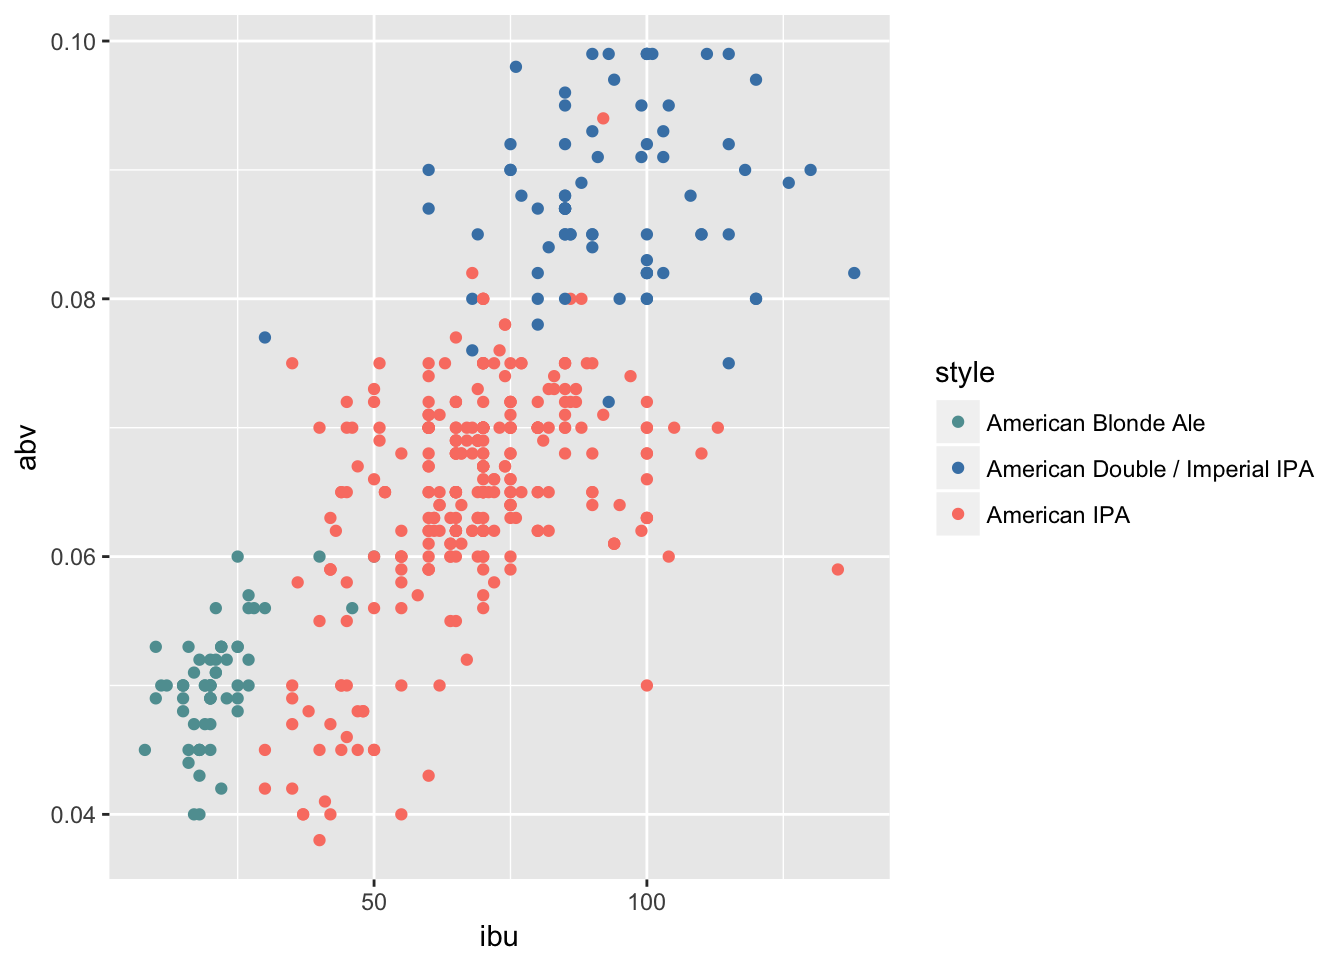 0.10
0.08
0.06
0.04
abv
50
100
ibu
style
American Blonde Ale
American Double / Imperial IPA
American IPA